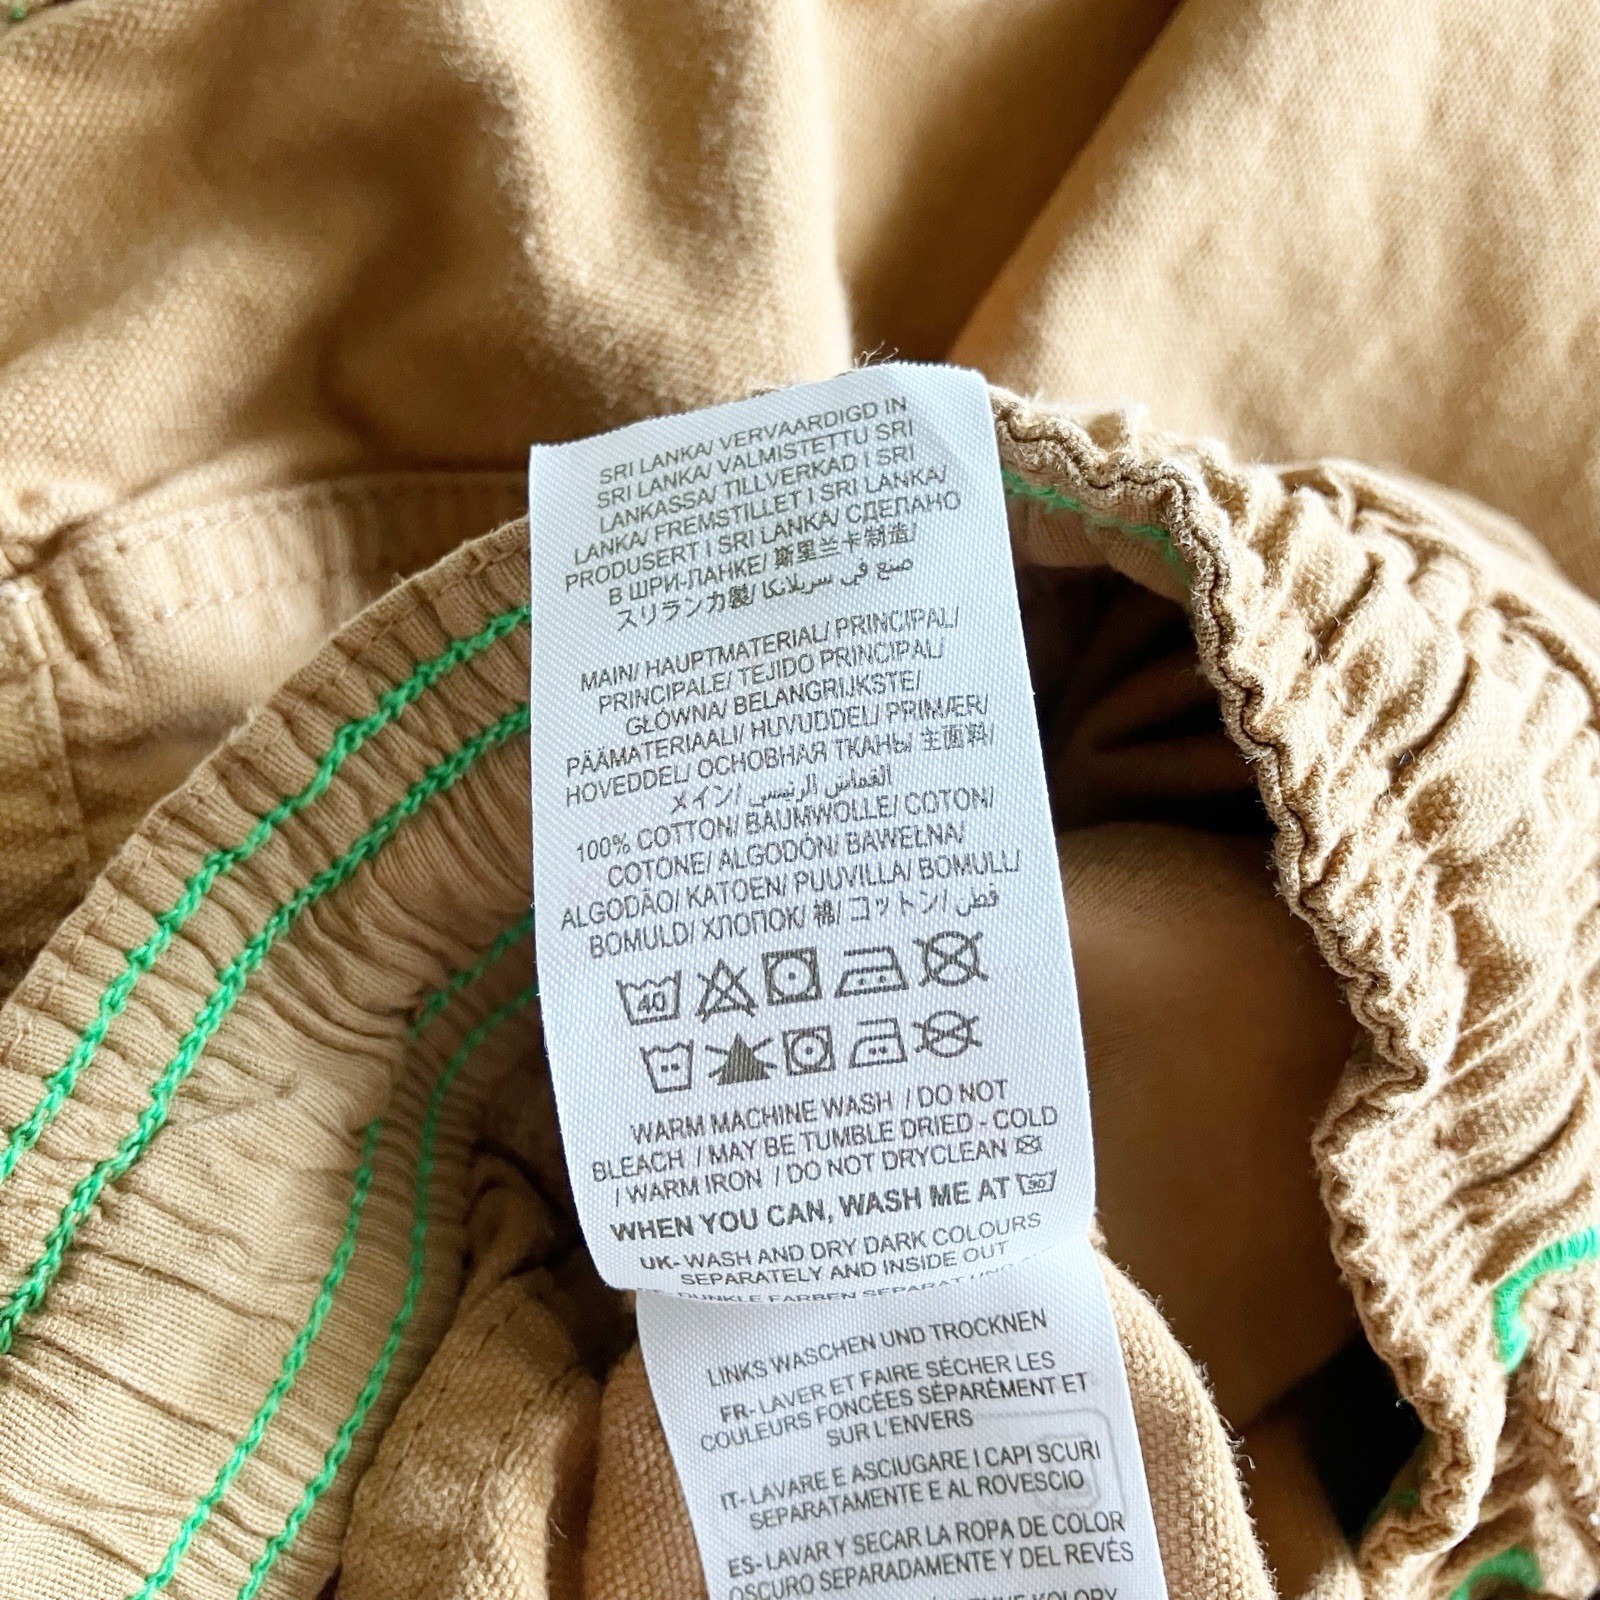 SRI LANKA/ VERVAARDIGD IN
SRI LANKA/ VALMISTETTU SRI
LANKASSA/ TILLVERKAD I SRI
LANKA/ FREMSTILLET I SRI LANKA/
PRODUSERT I SRI LANKA/ СДЕЛАНО
В ШРИ-ЛАНКЕ/ 斯里兰卡制造/
スリランカ製/ صنع في سريلانكا
MAIN/ HAUPTMATERIAL/ PRINCIPAL/
PRINCIPALE/ TEJIDO PRINCIPAL/
GŁÓWNA/ BELANGRIJKSTE/
PÄÄMATERIAALI/ HUVUDDEL/ PRIMÆR/
HOVEDDEL/ ОСНОВНАЯ ТКАНЬ/ 主面料/
メイン/ القماش الرئيسي
100% COTTON/ BAUMWOLLE/ COTON/
COTONE/ ALGODÓN/ BAWEŁNA/
ALGODÃO/ KATOEN/ PUUVILLA/ BOMULL/
BOMULD/ ХЛОПОК/ 棉/ コットン/ قطن
40
WARM MACHINE WASH / DO NOT
BLEACH / MAY BE TUMBLE DRIED - COLD
/ WARM IRON / DO NOT DRYCLEAN
WHEN YOU CAN, WASH ME AT 30
UK- WASH AND DRY DARK COLOURS
SEPARATELY AND INSIDE OUT
DUNKLE FARBEN SEPARAT UND
LINKS WASCHEN UND TROCKNEN
FR- LAVER ET FAIRE SÉCHER LES
COULEURS FONCÉES SÉPARÉMENT ET
SUR L'ENVERS
IT- LAVARE E ASCIUGARE I CAPI SCURI
SEPARATAMENTE E AL ROVESCIO
ES- LAVAR Y SECAR LA ROPA DE COLOR
OSCURO SEPARADAMENTE Y DEL REVÉS
KOLORY